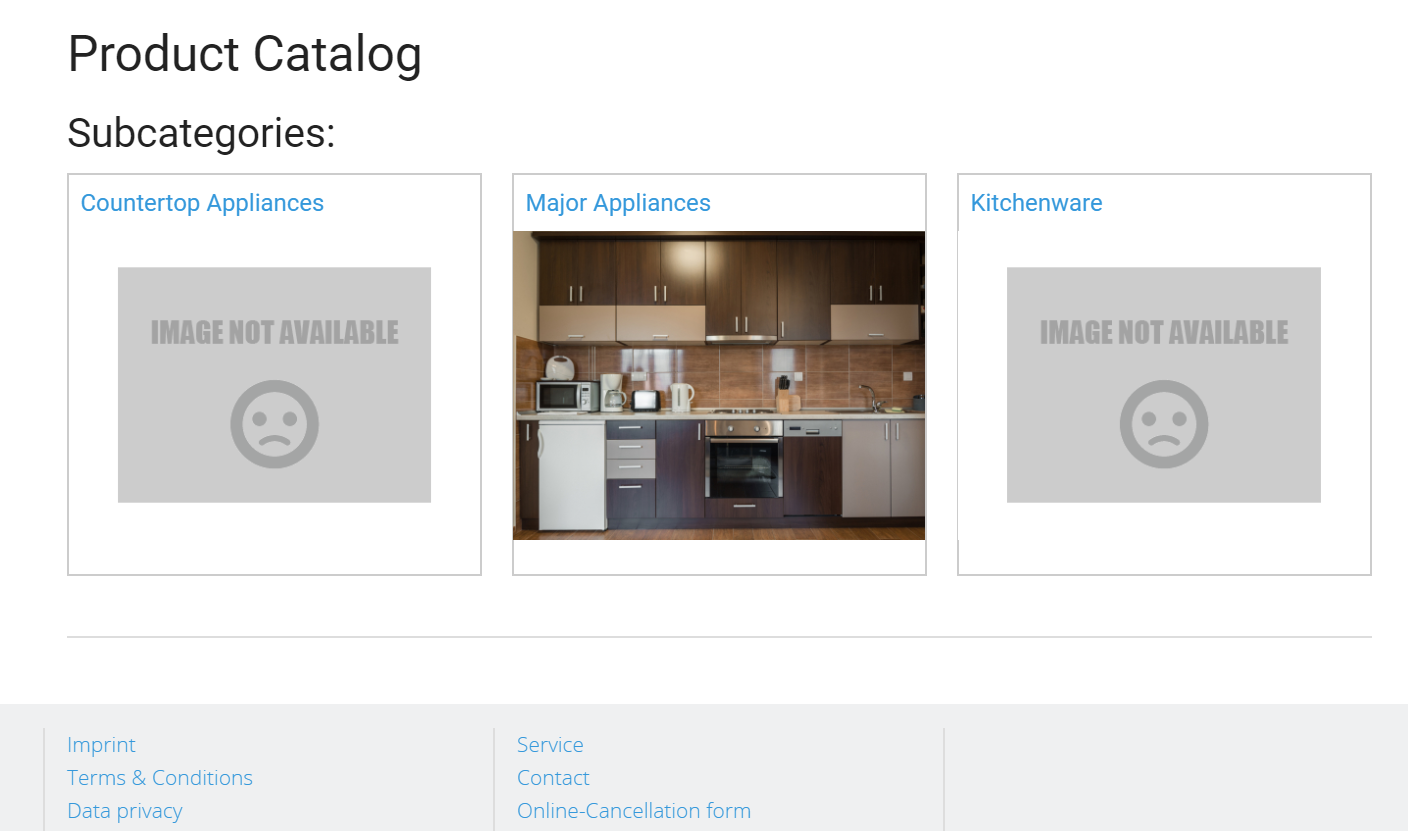 Product Catalog
Subcategories:
Countertop Appliances
Major Appliances
Kitchenware
IMAGE NOT AVAILABLE
IMAGE NOT AVAILABLE
Imprint
Terms & Conditions
Data privacy
Service
Contact
Online-Cancellation form